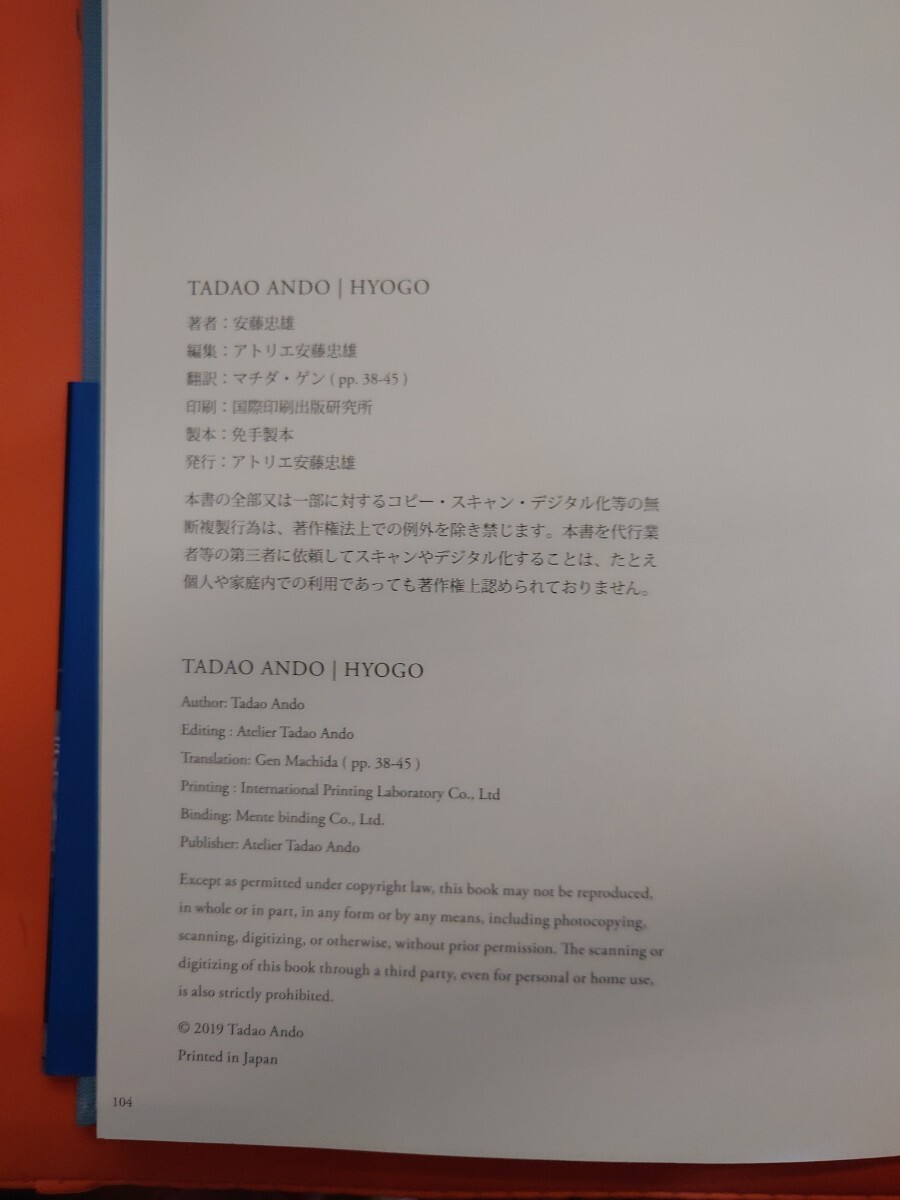 TADAO ANDO | HYOGO
著者：安藤忠雄
編集：アトリエ安藤忠雄
翻訳：マチダ・ゲン ( pp. 38-45 )
印刷：国際印刷出版研究所
製本：免手製本
発行：アトリエ安藤忠雄
本書の全部又は一部に対するコピー・スキャン・デジタル化等の無
断複製行為は、著作権法上での例外を除き禁じます。本書を代行業
者等の第三者に依頼してスキャンやデジタル化することは、たとえ
個人や家庭内での利用であっても著作権上認められておりません。
TADAO ANDO | HYOGO
Author: Tadao Ando
Editing : Atelier Tadao Ando
Translation: Gen Machida ( pp. 38-45 )
Printing : International Printing Laboratory Co., Ltd
Binding: Mente binding Co., Ltd.
Publisher: Atelier Tadao Ando
Except as permitted under copyright law, this book may not be reproduced,
in whole or in part, in any form or by any means, including photocopying,
scanning, digitizing, or otherwise, without prior permission. The scanning or
digitizing of this book through a third party, even for personal or home use,
is also strictly prohibited.
© 2019 Tadao Ando
Printed in Japan
104